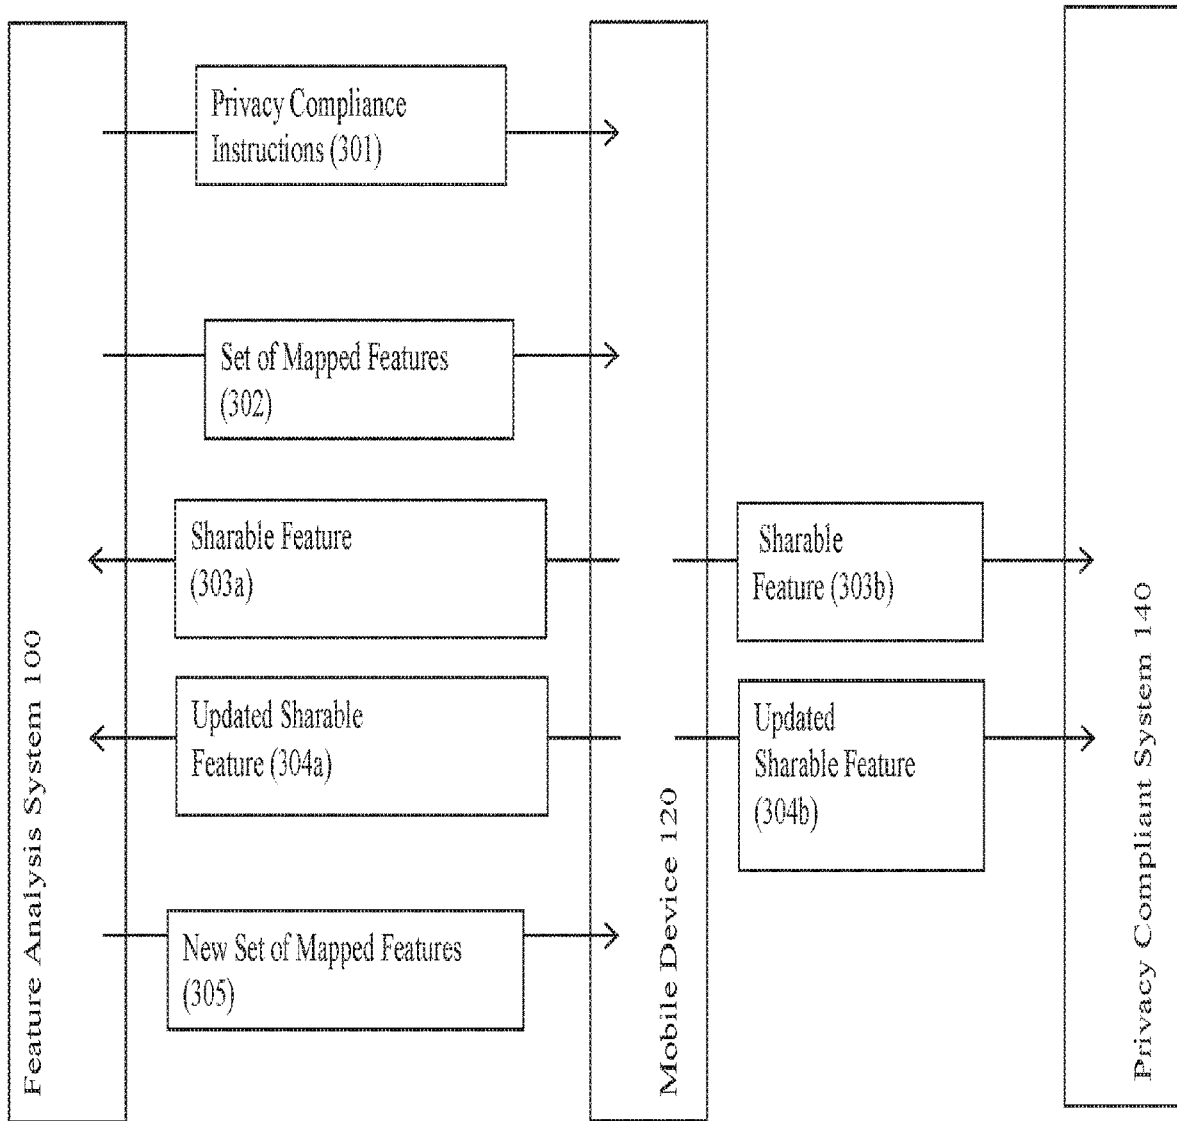 Privacy Compliance
Instructions (301)
Set of Mapped Features
(302)
Sharable Feature
(303a)
Sharable
Feature (303b)
Updated Sharable
Feature (304a)
Updated
Sharable Feature
(304b)
New Set of Mapped Features
(305)
Feature Analysis System 100
Mobile Device 120
Privacy Compliant System 140